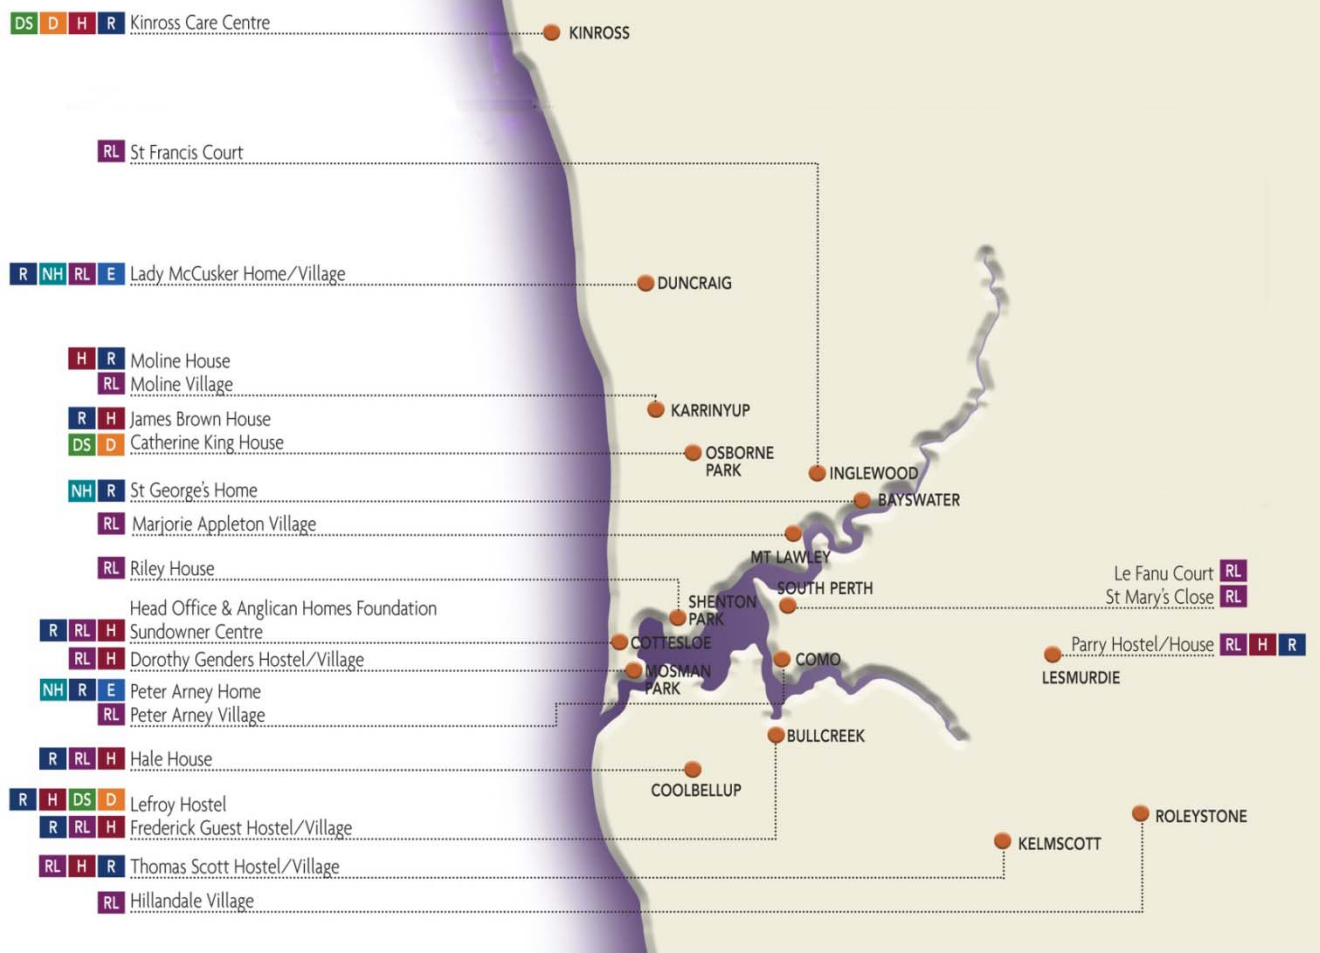 DS D H R Kinross Care Centre
KINROSS
RL St Francis Court
R NH RL E Lady McCusker Home/Village
DUNCRAIG
H R Moline House
RL Moline Village
KARRINYUP
R H James Brown House
DS D Catherine King House
OSBORNE
PARK
INGLEWOOD
NH R St George's Home
BAYSWATER
RL Marjorie Appleton Village
MT LAWLEY
RL Riley House
SHENTON
PARK
SOUTH PERTH
Le Fanu Court RL
St Mary's Close RL
Head Office & Anglican Homes Foundation
R RL H Sundowner Centre
COTTESLOE
RL H Dorothy Genders Hostel/Village
MOSMAN
PARK
COMO
Parry Hostel/House RL H R
LESMURDIE
NH R E Peter Arney Home
RL Peter Arney Village
BULLCREEK
R RL H Hale House
COOLBELLUP
R H DS D Lefroy Hostel
R RL H Frederick Guest Hostel/Village
ROLEYSTONE
KELMSCOTT
RL H R Thomas Scott Hostel/Village
RL Hillandale Village